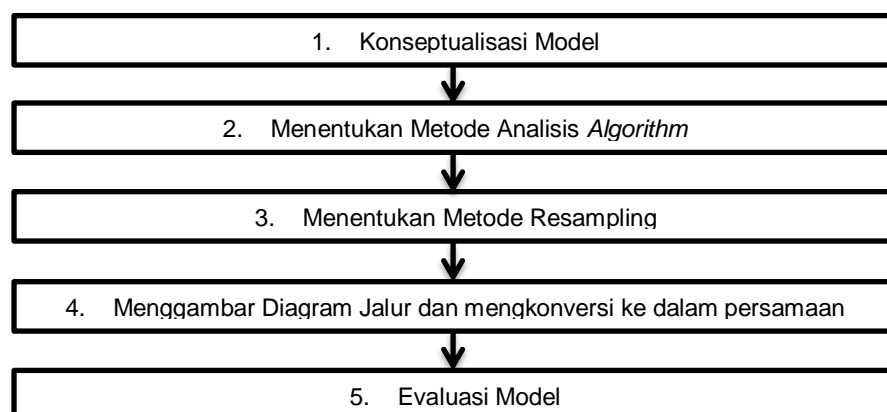 1. Konseptualisasi Model
2. Menentukan Metode Analisis Algorithm
3. Menentukan Metode Resampling
4. Menggambar Diagram Jalur dan mengkonversi ke dalam persamaan
5. Evaluasi Model